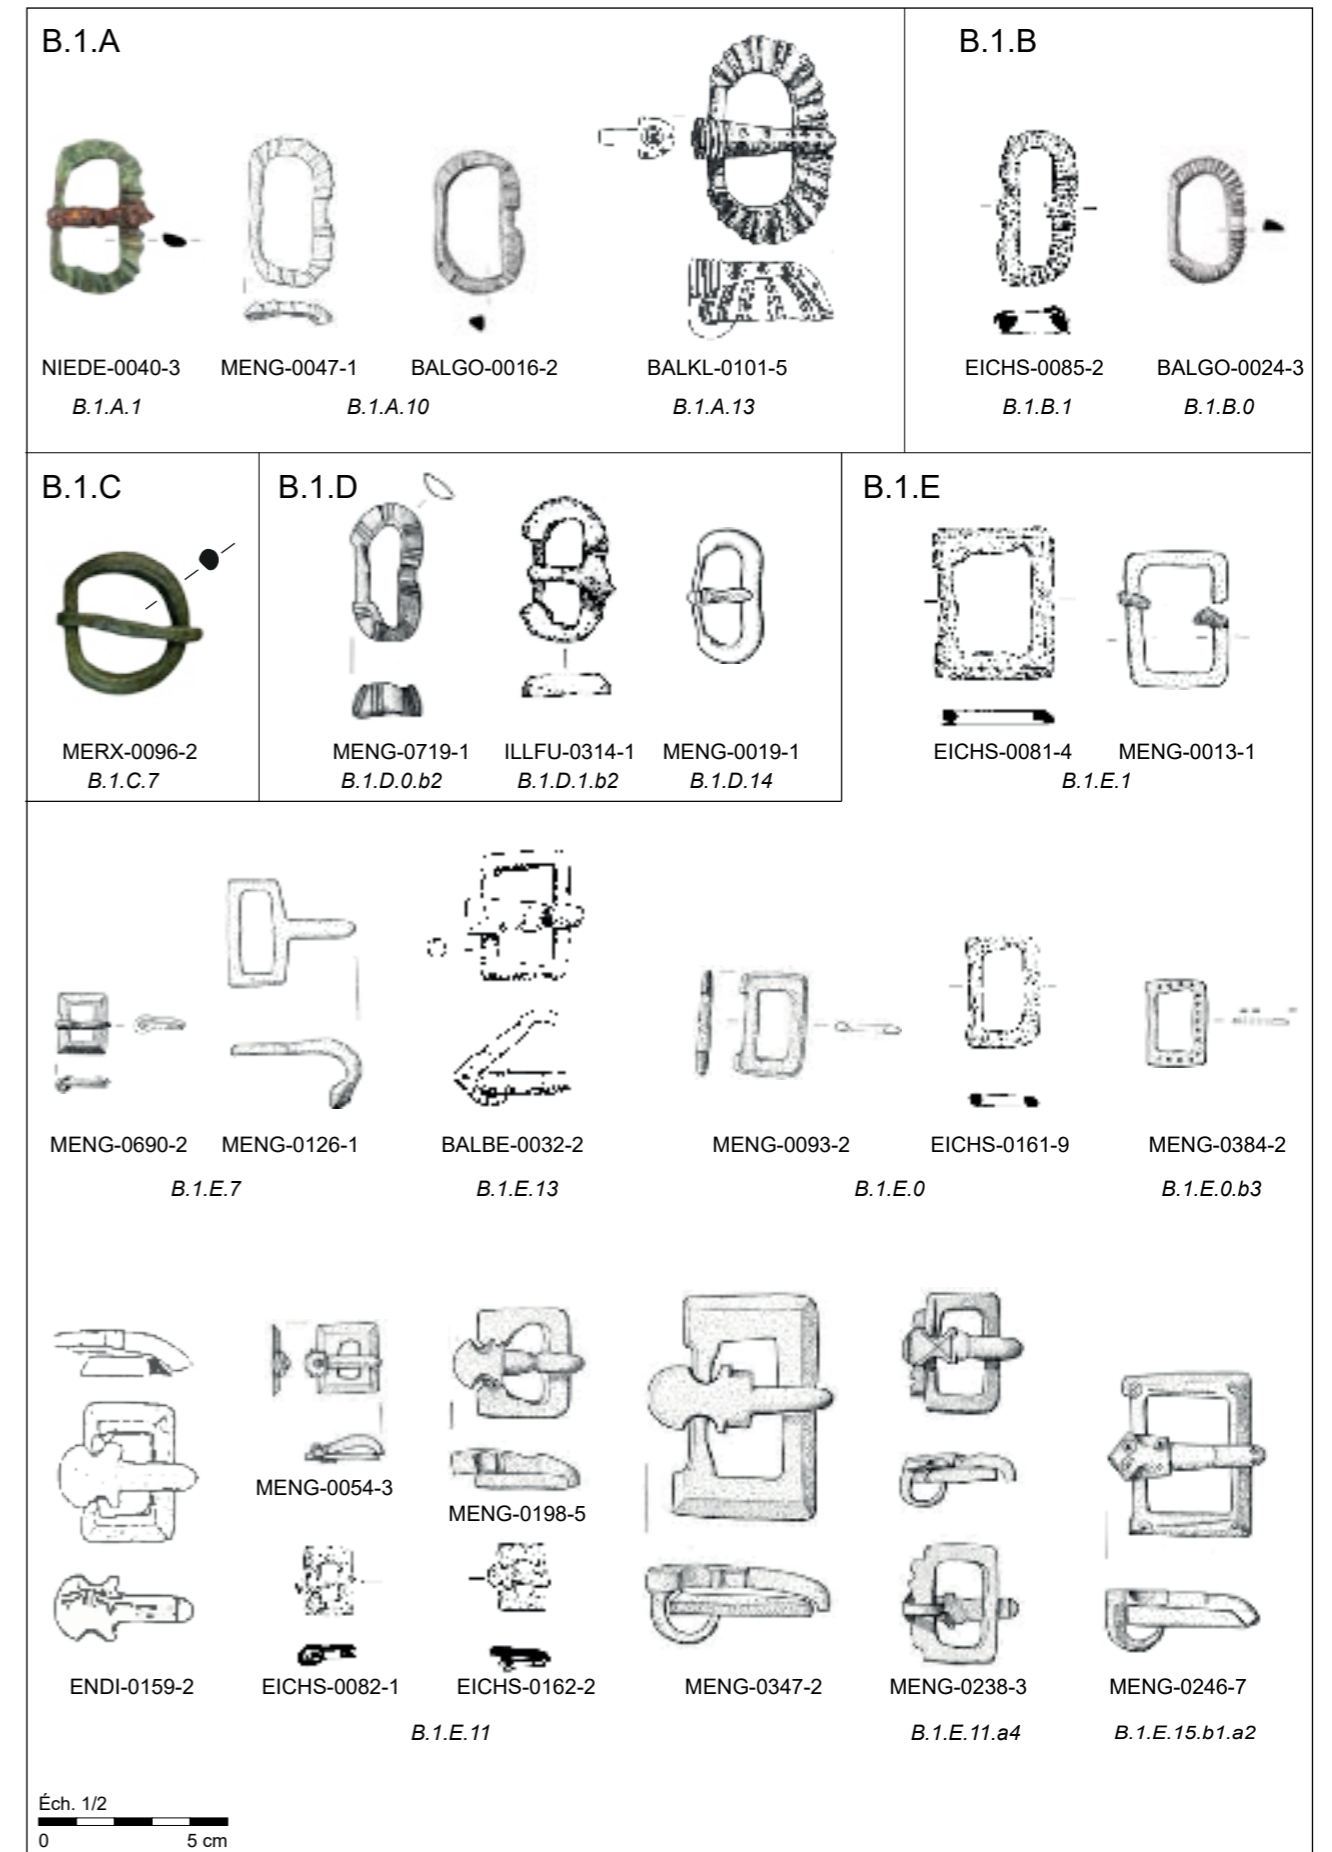 B.1.A
B.1.B
NIEDE-0040-3 MENG-0047-1 BALGO-0016-2 BALKL-0101-5 EICHS-0085-2 BALGO-0024-3
B.1.A.1 B.1.A.10 B.1.A.13 B.1.B.1 B.1.B.0
B.1.C
B.1.D
B.1.E
MERX-0096-2 MENG-0719-1 ILLFU-0314-1 MENG-0019-1 EICHS-0081-4 MENG-0013-1
B.1.C.7 B.1.D.0.b2 B.1.D.1.b2 B.1.D.14 B.1.E.1
MENG-0690-2 MENG-0126-1 BALBE-0032-2 MENG-0093-2 EICHS-0161-9 MENG-0384-2
B.1.E.7 B.1.E.13 B.1.E.0 B.1.E.0.b3
MENG-0054-3
MENG-0198-5
ENDI-0159-2 EICHS-0082-1 EICHS-0162-2 MENG-0347-2 MENG-0238-3 MENG-0246-7
B.1.E.11 B.1.E.11.a4 B.1.E.15.b1.a2
Éch. 1/2
0 5 cm